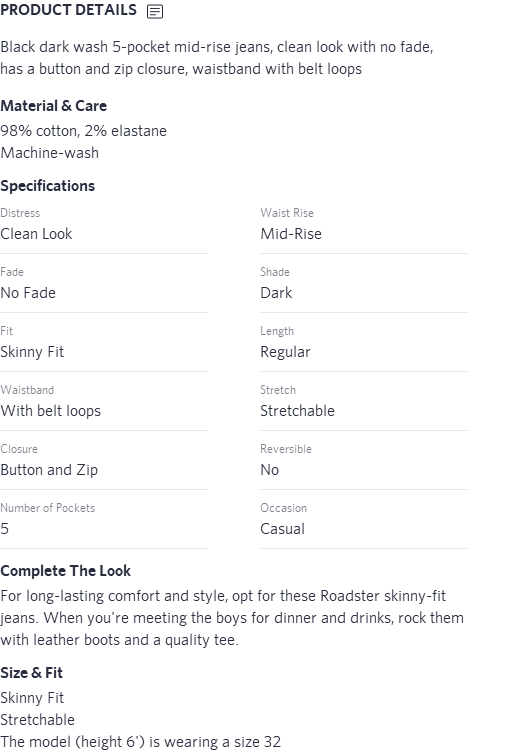 PRODUCT DETAILS
Black dark wash 5-pocket mid-rise jeans, clean look with no fade,
has a button and zip closure, waistband with belt loops
Material & Care
98% cotton, 2% elastane
Machine-wash
Specifications
Distress Waist Rise
Clean Look Mid-Rise
Fade Shade
No Fade Dark
Fit Length
Skinny Fit Regular
Waistband Stretch
With belt loops Stretchable
Closure Reversible
Button and Zip No
Number of Pockets Occasion
5 Casual
Complete The Look
For long-lasting comfort and style, opt for these Roadster skinny-fit
jeans. When you're meeting the boys for dinner and drinks, rock them
with leather boots and a quality tee.
Size & Fit
Skinny Fit
Stretchable
The model (height 6') is wearing a size 32